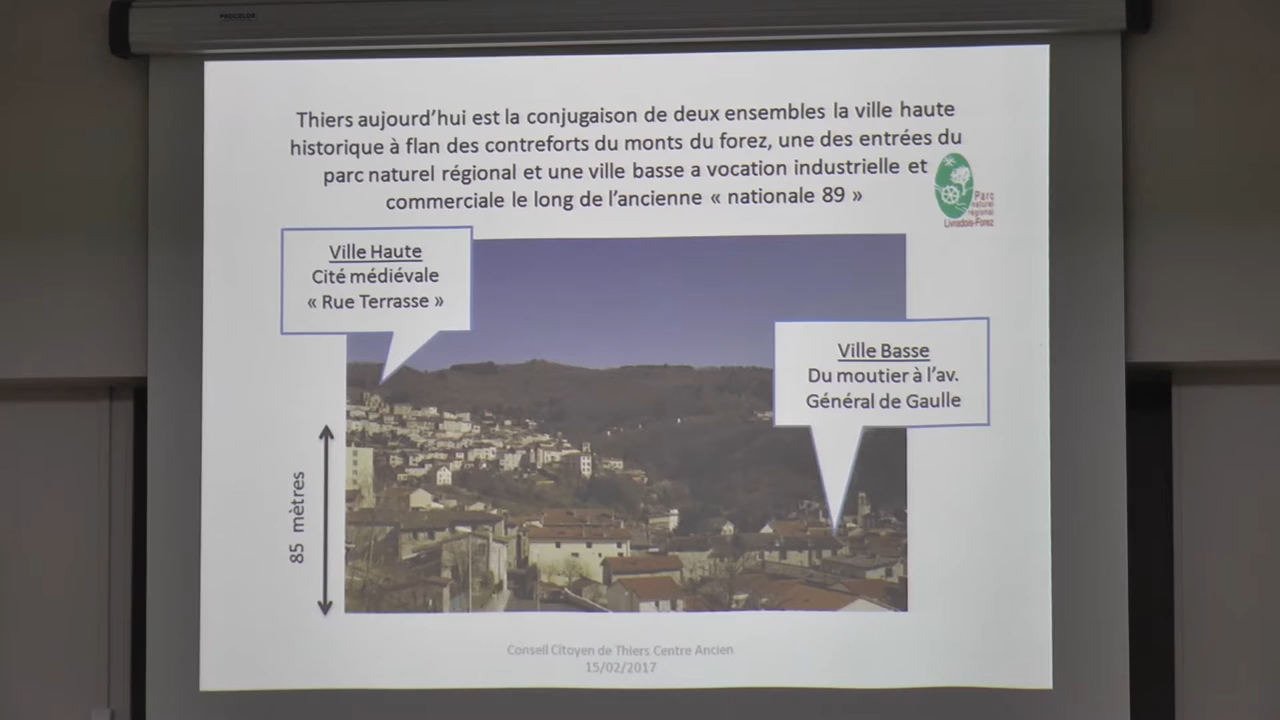 PROCOLOR
Thiers aujourd'hui est la conjugaison de deux ensembles la ville haute
historique à flan des contreforts du monts du forez, une des entrées du
parc naturel régional et une ville basse a vocation industrielle et
commerciale le long de l'ancienne « nationale 89 »
Parc
naturel
régional
Livradois-Forez
Ville Haute
Cité médiévale
« Rue Terrasse »
Ville Basse
Du moutier à l'av.
Général de Gaulle
85 mètres
Conseil Citoyen de Thiers Centre Ancien
15/02/2017